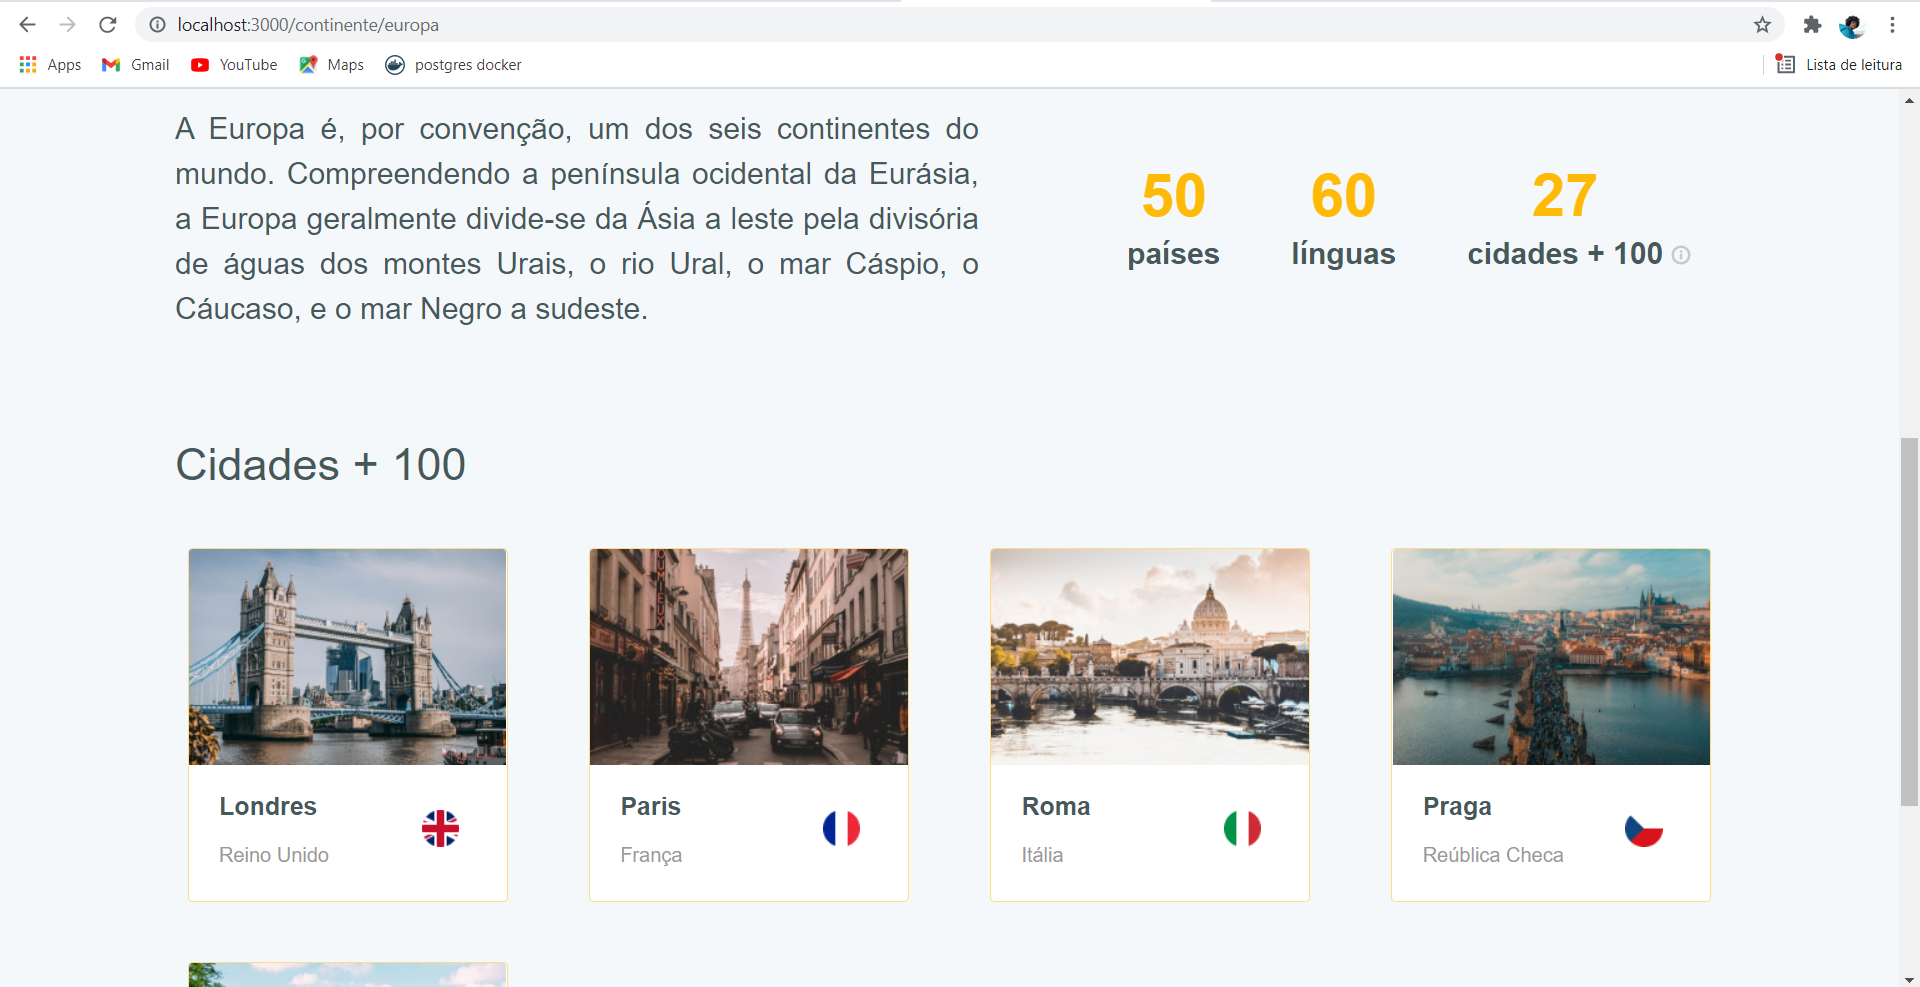 localhost:3000/continente/europa
Apps Gmail YouTube Maps postgres docker Lista de leitura
A Europa é, por convenção, um dos seis continentes do
mundo. Compreendendo a península ocidental da Eurásia,
a Europa geralmente divide-se da Ásia a leste pela divisória
de águas dos montes Urais, o rio Ural, o mar Cáspio, o
Cáucaso, e o mar Negro a sudeste.
50 60 27
países línguas cidades + 100
Cidades + 100
OUMIEUX
Londres
Reino Unido
Paris
França
Roma
Itália
Praga
Reública Checa